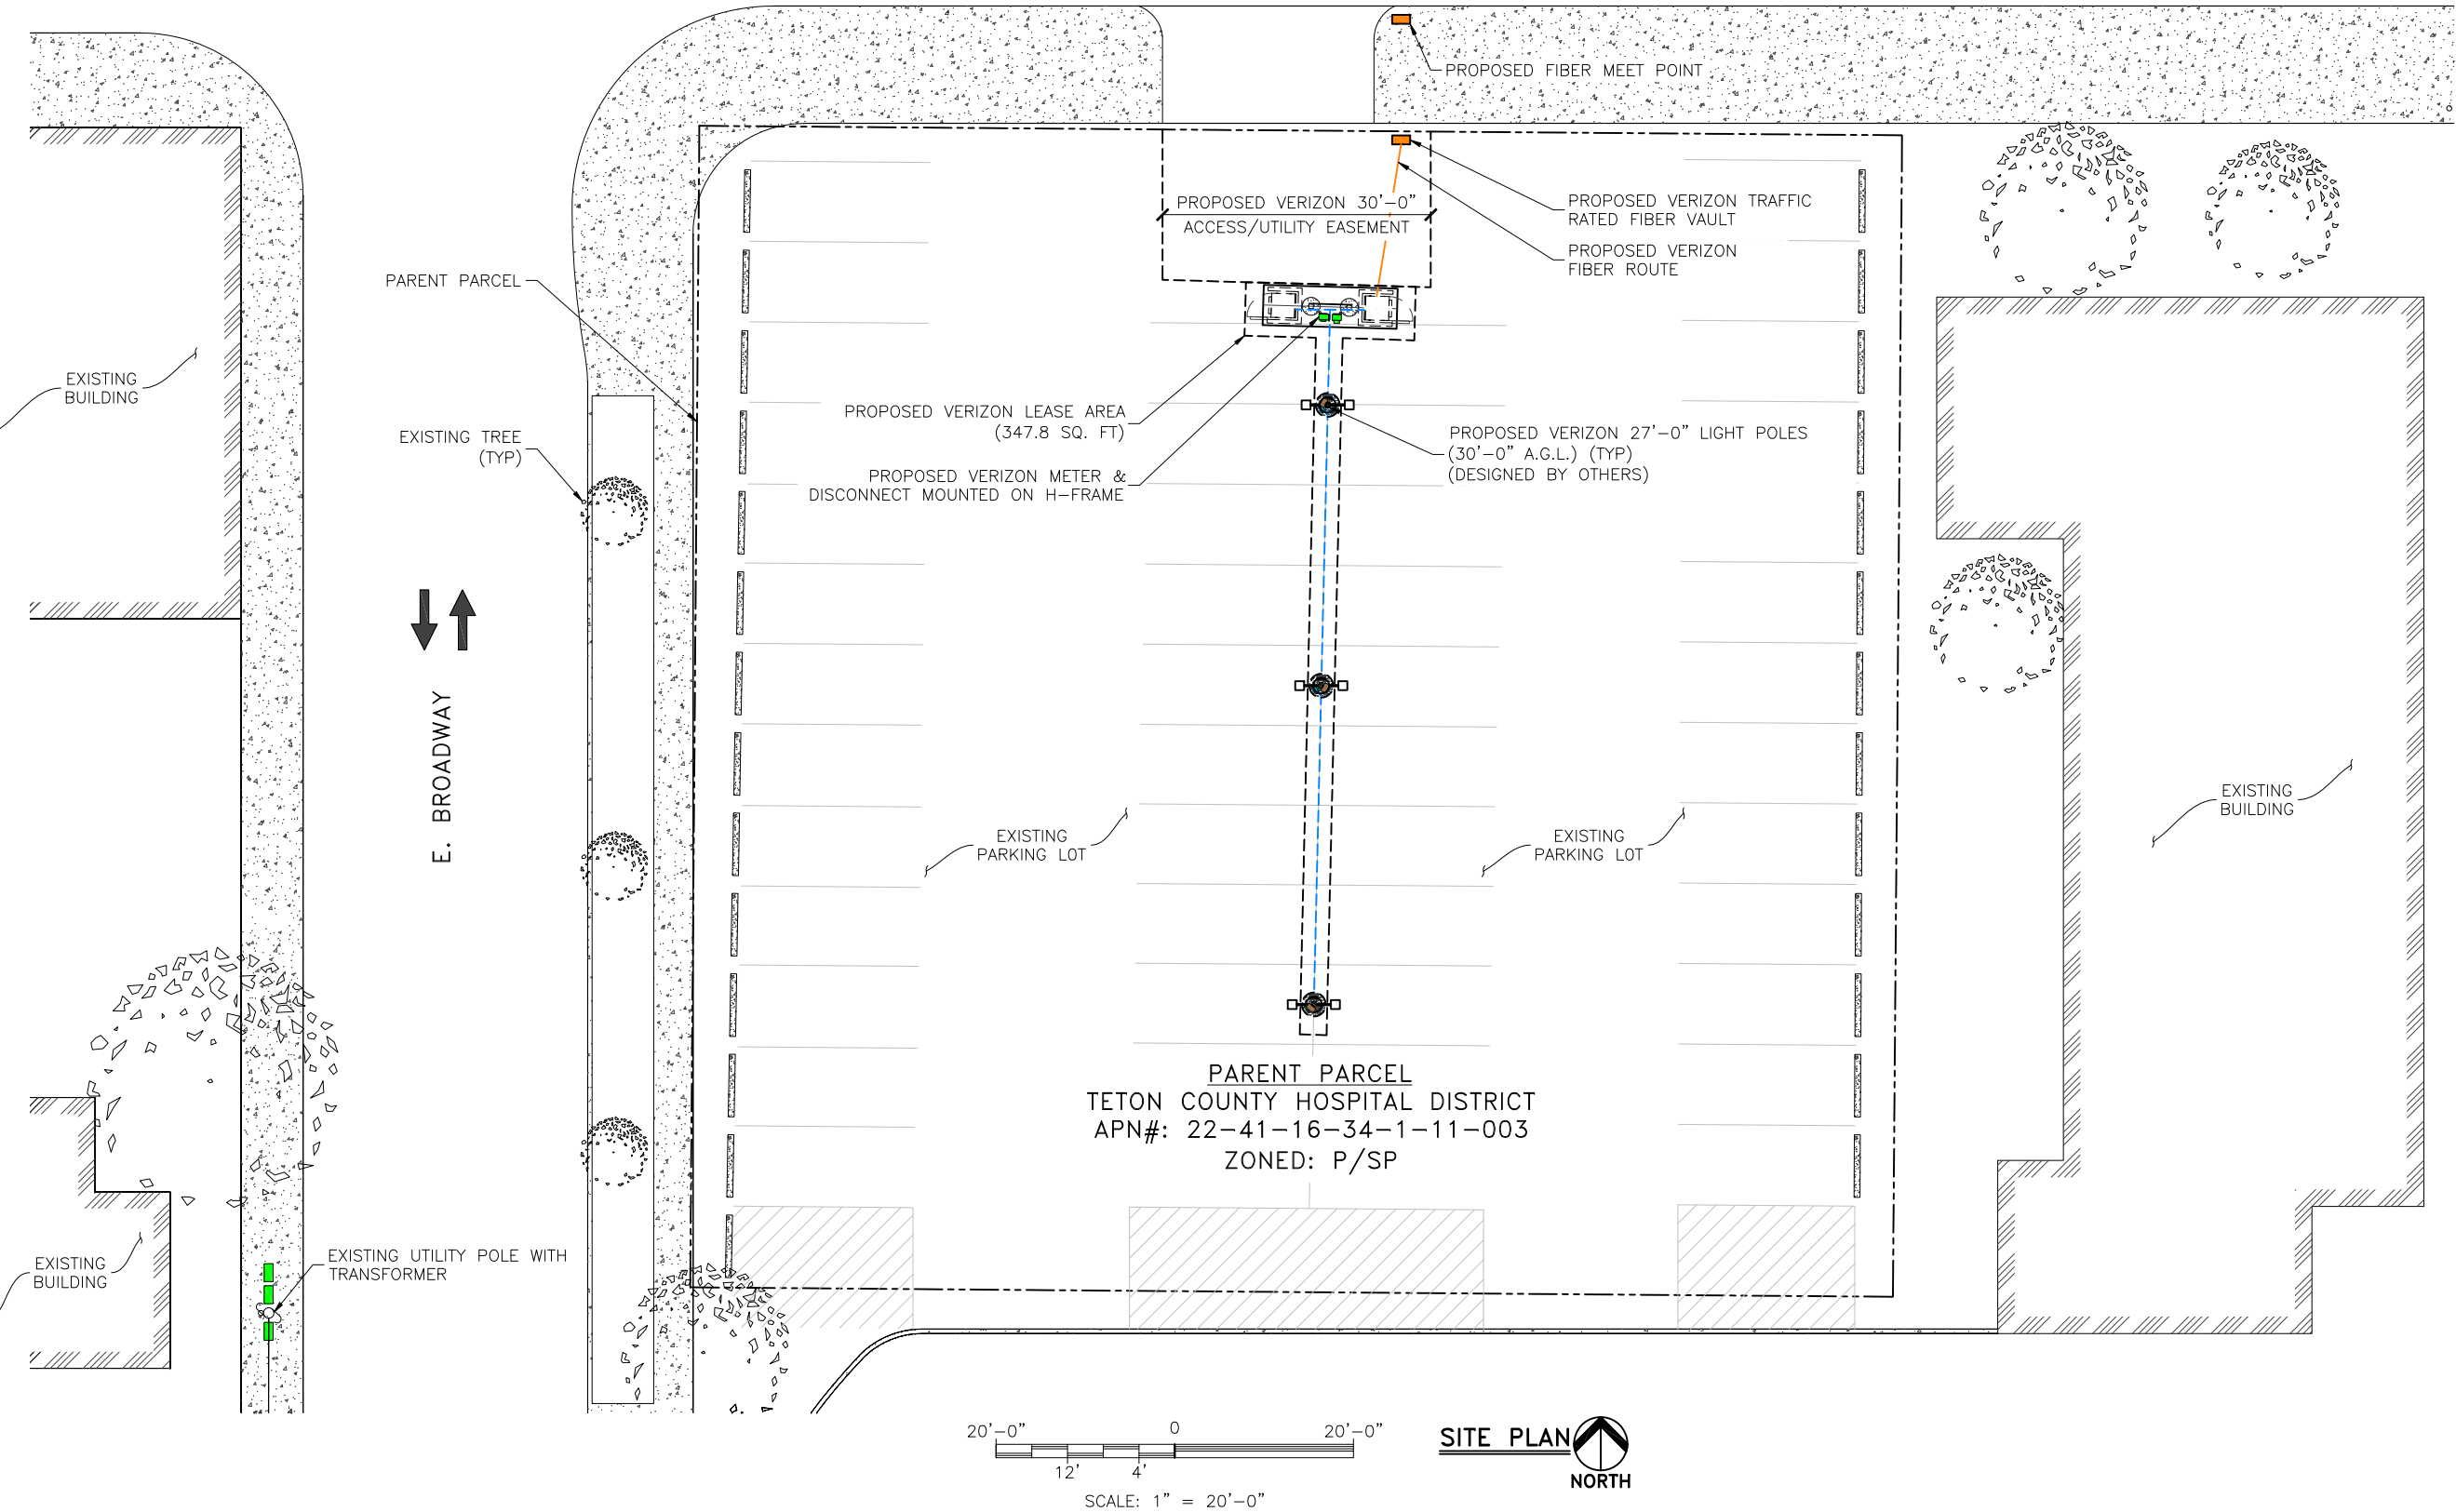 PROPOSED FIBER MEET POINT
PROPOSED VERIZON 30'-0"
ACCESS/UTILITY EASEMENT
PROPOSED VERIZON TRAFFIC
RATED FIBER VAULT
PROPOSED VERIZON
FIBER ROUTE
PARENT PARCEL
EXISTING
BUILDING
EXISTING TREE
(TYP)
PROPOSED VERIZON LEASE AREA
(347.8 SQ. FT)
PROPOSED VERIZON METER &
DISCONNECT MOUNTED ON H-FRAME
PROPOSED VERIZON 27'-0" LIGHT POLES
(30'-0" A.G.L.) (TYP)
(DESIGNED BY OTHERS)
E. BROADWAY
EXISTING
PARKING LOT
EXISTING
PARKING LOT
EXISTING
BUILDING
PARENT PARCEL
TETON COUNTY HOSPITAL DISTRICT
APN#: 22-41-16-34-1-11-003
ZONED: P/SP
EXISTING
BUILDING
EXISTING UTILITY POLE WITH
TRANSFORMER
20'-0" 0 20'-0"
12' 4'
SCALE: 1" = 20'-0"
SITE PLAN
NORTH